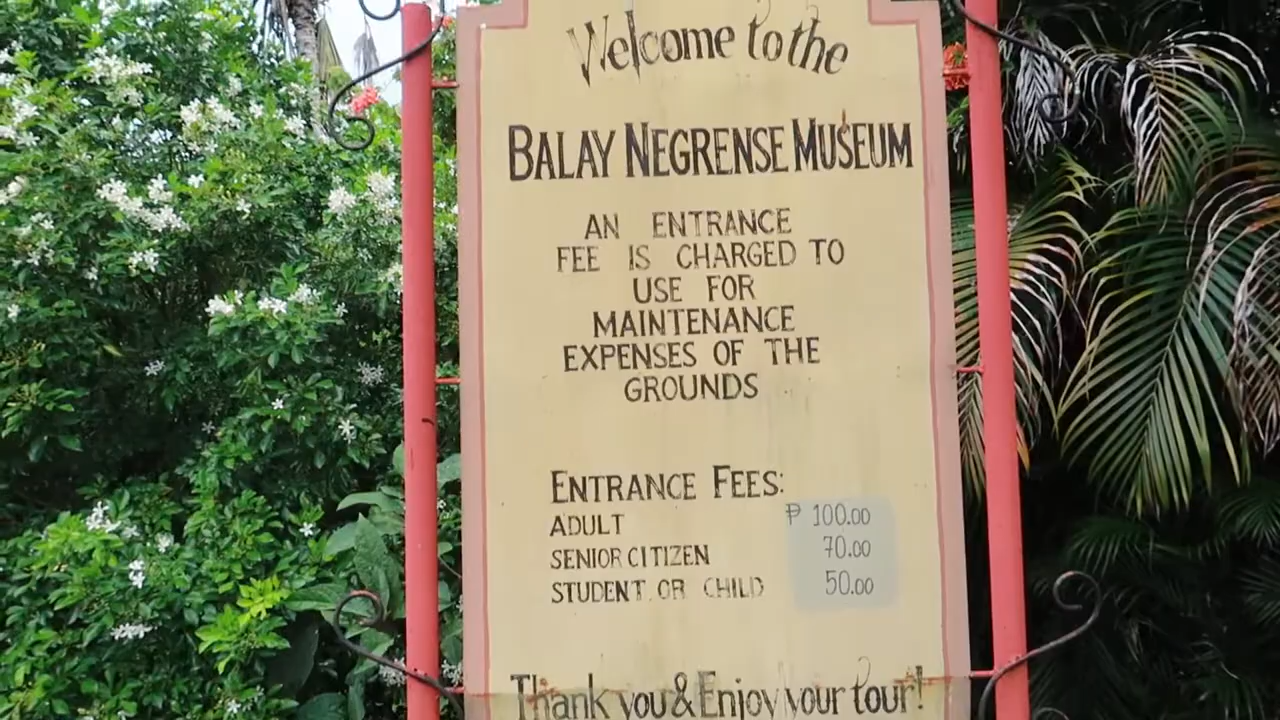 Welcome to the
BALAY NEGRENSE MUSEUM
AN ENTRANCE
FEE IS CHARGED TO
USE FOR
MAINTENANCE
EXPENSES OF THE
GROUNDS
ENTRANCE FEES:
ADULT ₱ 100.00
SENIOR CITIZEN 70.00
STUDENT OR CHILD 50.00
Thank you & Enjoy your tour!